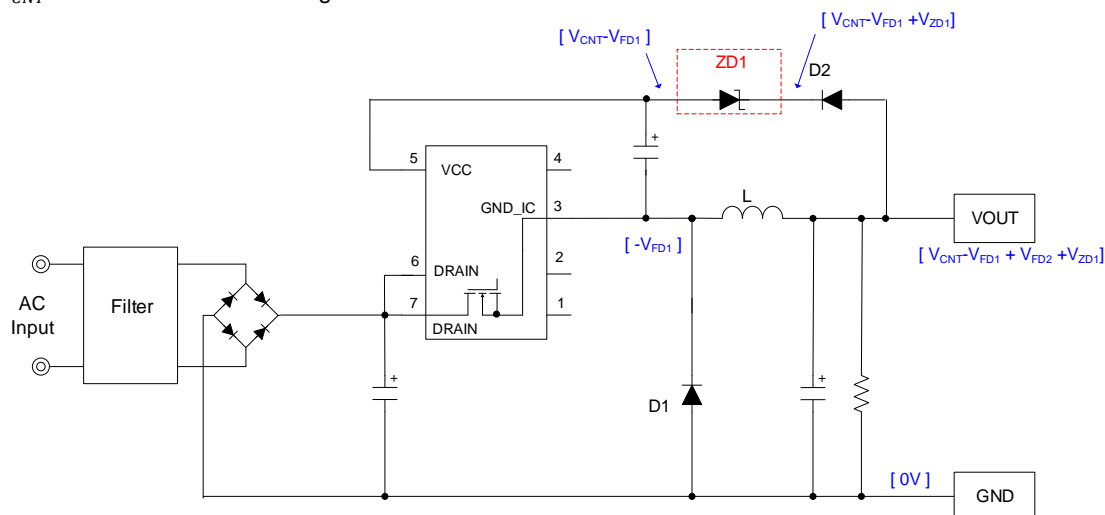 [ VCNT-VFD1 +VZD1]
[ VCNT-VFD1 ]
ZD1
D2
+
5
VCC
4
GND_IC
3
L
VOUT
[ -VFD1 ]
[ VCNT-VFD1 + VFD2 +VZD1]
2
6
DRAIN
AC
Input
Filter
7
1
DRAIN
+
D1
+
[ 0V ]
GND